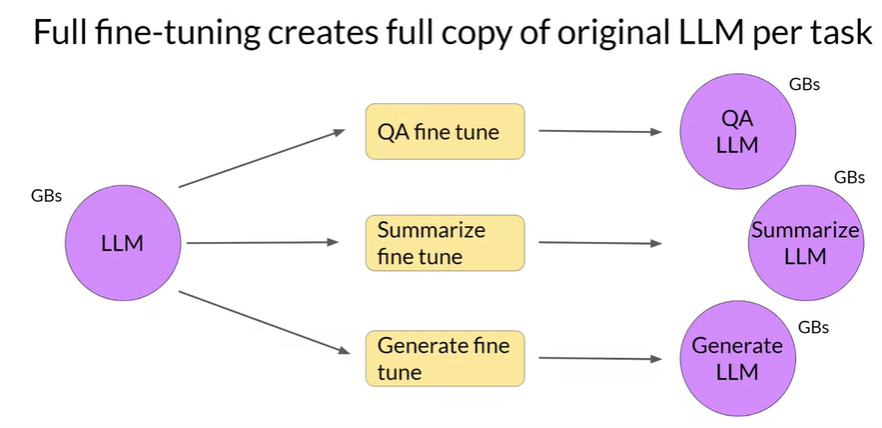 Full fine-tuning creates full copy of original LLM per task
GBs
LLM
QA fine tune
QA
LLM
GBs
Summarize
fine tune
Summarize
LLM
GBs
Generate fine
tune
Generate
LLM
GBs